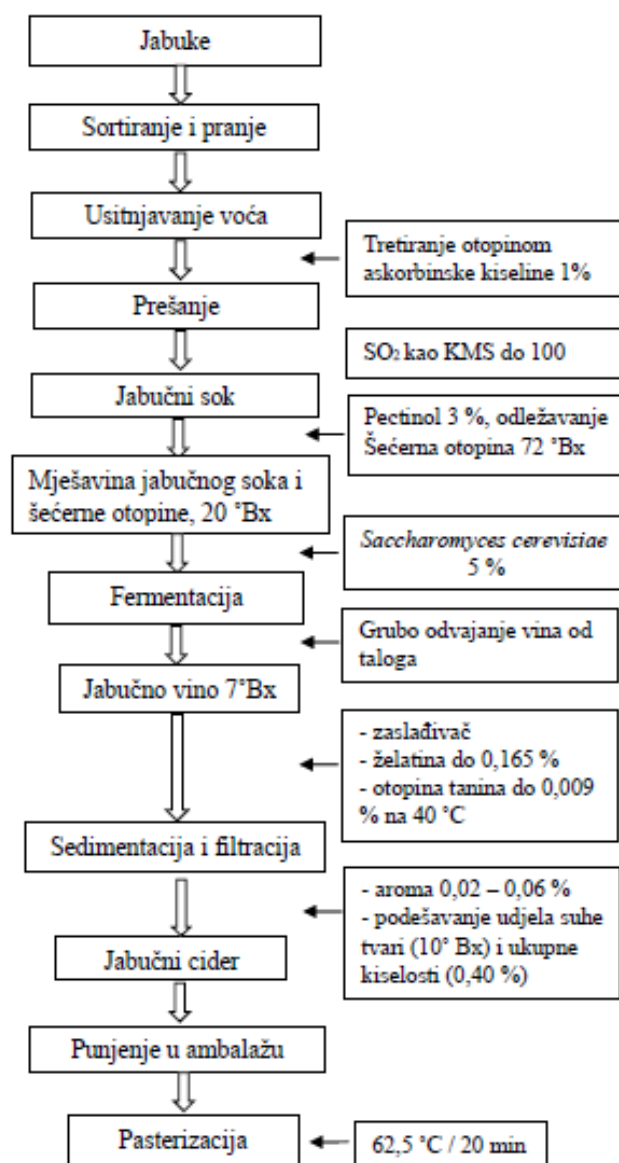 Jabuke
Sortiranje i pranje
Usitnjavanje voća
Tretiranje otopinom
askorbinske kiseline 1%
Prešanje
SO₂ kao KMS do 100
Jabučni sok
Pectinol 3 %, odležavanje
Šećerna otopina 72 °Bx
Mješavina jabučnog soka i
šećerne otopine, 20 °Bx
Saccharomyces cerevisiae
5 %
Fermentacija
Grubo odvajanje vina od
taloga
Jabučno vino 7°Bx
- zaslađivač
- želatina do 0,165 %
- otopina tanina do 0,009
% na 40 °C
Sedimentacija i filtracija
- aroma 0,02 – 0,06 %
- podešavanje udjela suhe
tvari (10° Bx) i ukupne
kiselosti (0,40 %)
Jabučni cider
Punjenje u ambalažu
Pasterizacija
62,5 °C / 20 min